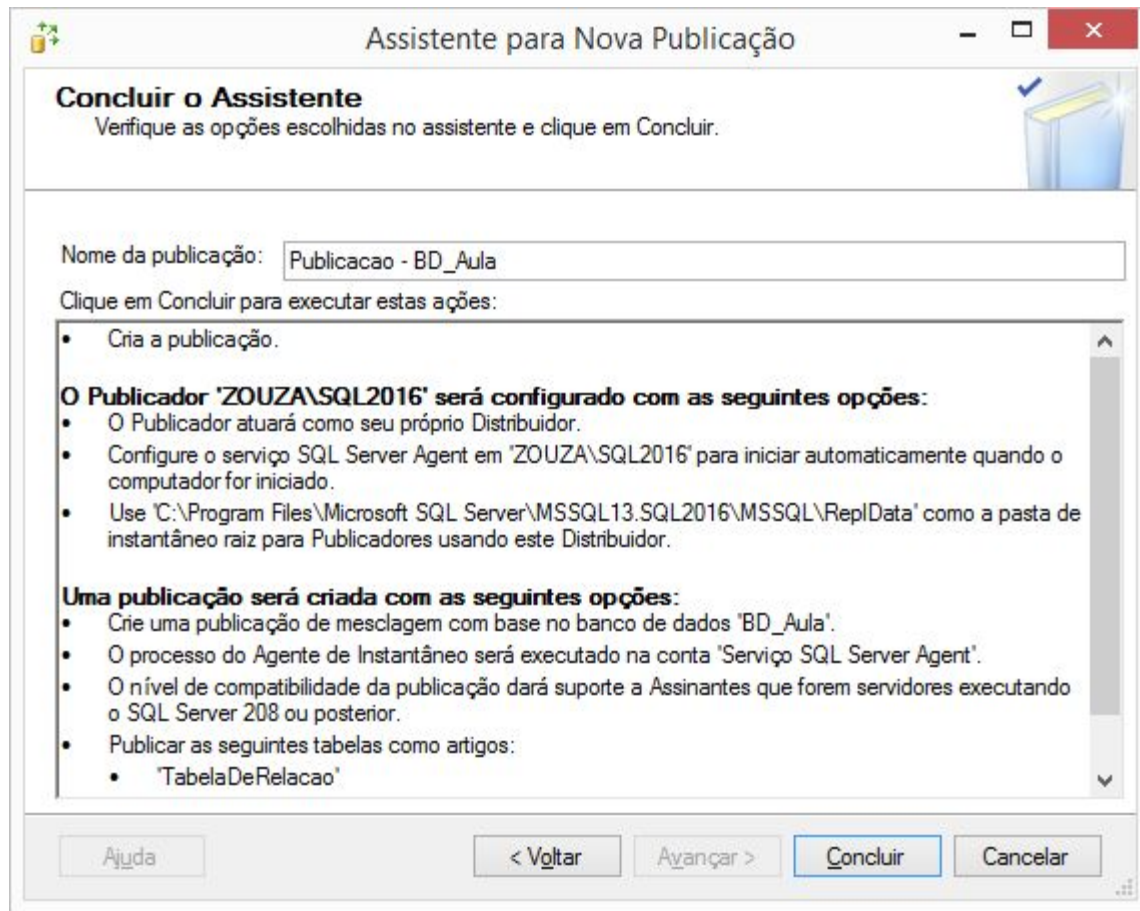 Assistente para Nova Publicação
Concluir o Assistente
Verifique as opções escolhidas no assistente e clique em Concluir.
Nome da publicação: Publicacao - BD_Aula
Clique em Concluir para executar estas ações:
• Cria a publicação.
O Publicador 'ZOUZA\SQL2016' será configurado com as seguintes opções:
• O Publicador atuará como seu próprio Distribuidor.
• Configure o serviço SQL Server Agent em 'ZOUZA\SQL2016' para iniciar automaticamente quando o
computador for iniciado.
• Use 'C:\Program Files\Microsoft SQL Server\MSSQL13.SQL2016\MSSQL\ReplData' como a pasta de
instantâneo raiz para Publicadores usando este Distribuidor.
Uma publicação será criada com as seguintes opções:
• Crie uma publicação de mesclagem com base no banco de dados 'BD_Aula'.
• O processo do Agente de Instantâneo será executado na conta 'Serviço SQL Server Agent'.
• O nível de compatibilidade da publicação dará suporte a Assinantes que forem servidores executando
o SQL Server 208 ou posterior.
• Publicar as seguintes tabelas como artigos:
• 'TabelaDeRelacao'
Ajuda < Voltar Avançar > Concluir Cancelar